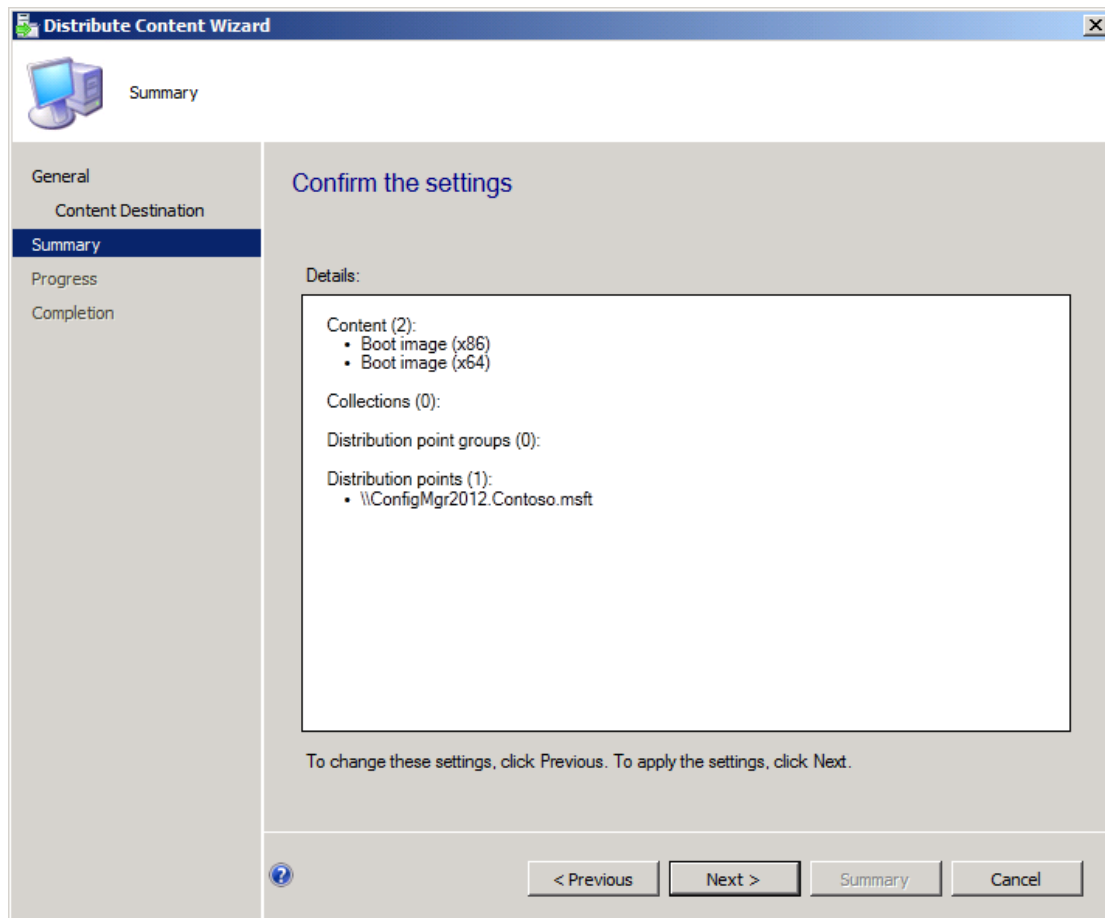 Distribute Content Wizard
Summary
General
Content Destination
Summary
Progress
Completion
Confirm the settings
Details:
Content (2):
• Boot image (x86)
• Boot image (x64)
Collections (0):
Distribution point groups (0):
Distribution points (1):
• \\ConfigMgr2012.Contoso.msft
To change these settings, click Previous. To apply the settings, click Next.
< Previous
Next >
Summary
Cancel